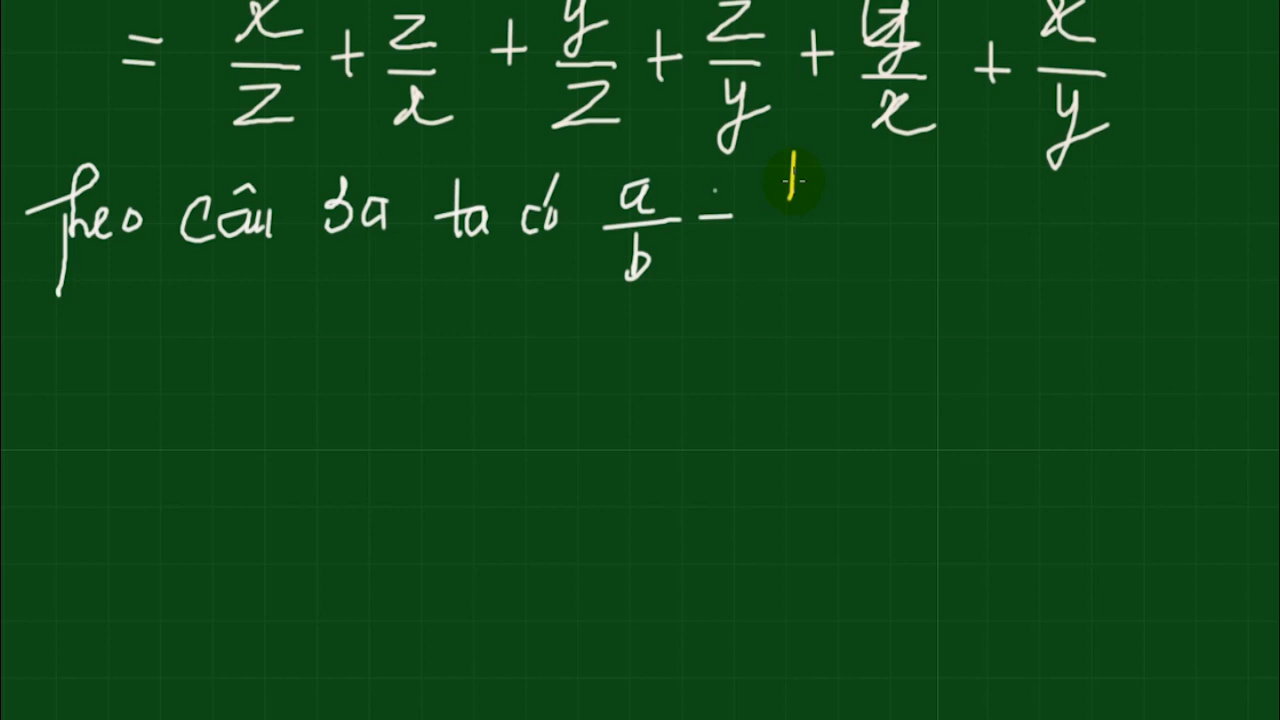 = x/z + z/x + y/z + z/y + y/x + x/y
Theo câu 3a ta có a/b -